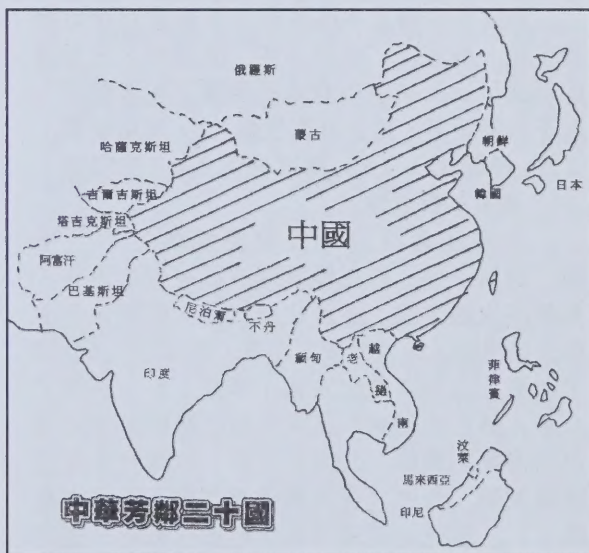 俄羅斯
蒙古
哈薩克斯坦
吉爾吉斯坦
塔吉克斯坦
阿富汗
巴基斯坦
中國
朝鮮
韓國
日本
尼泊爾
不丹
印度
緬甸
老
越
南
菲律賓
汶萊
馬來西亞
印尼
中華芳鄰二十國